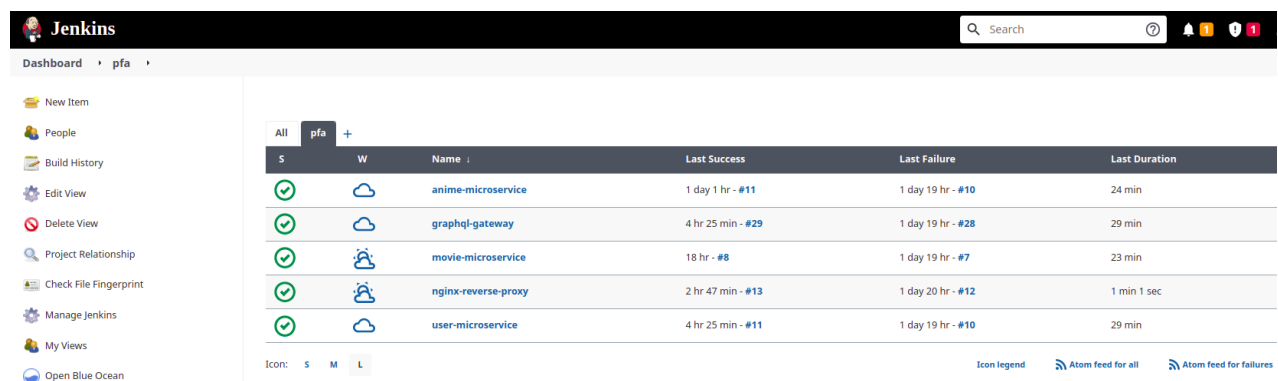 Jenkins
Search
1
1
Dashboard pfa
New Item
People
Build History
Edit View
Delete View
Project Relationship
Check File Fingerprint
Manage Jenkins
My Views
Open Blue Ocean
All pfa +
S W Name ↓ Last Success Last Failure Last Duration
anime-microservice 1 day 1 hr - #11 1 day 19 hr - #10 24 min
graphql-gateway 4 hr 25 min - #29 1 day 19 hr - #28 29 min
movie-microservice 18 hr - #8 1 day 19 hr - #7 23 min
nginx-reverse-proxy 2 hr 47 min - #13 1 day 20 hr - #12 1 min 1 sec
user-microservice 4 hr 25 min - #11 1 day 19 hr - #10 29 min
Icon: S M L Icon legend Atom feed for all Atom feed for failures